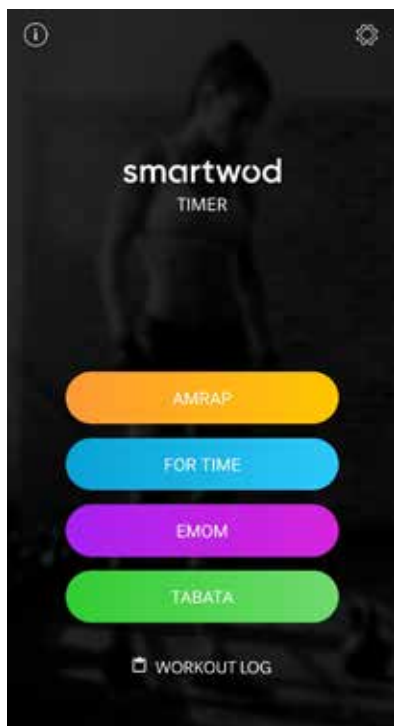 smartwod
TIMER
AMRAP
FOR TIME
EMOM
TABATA
WORKOUT LOG